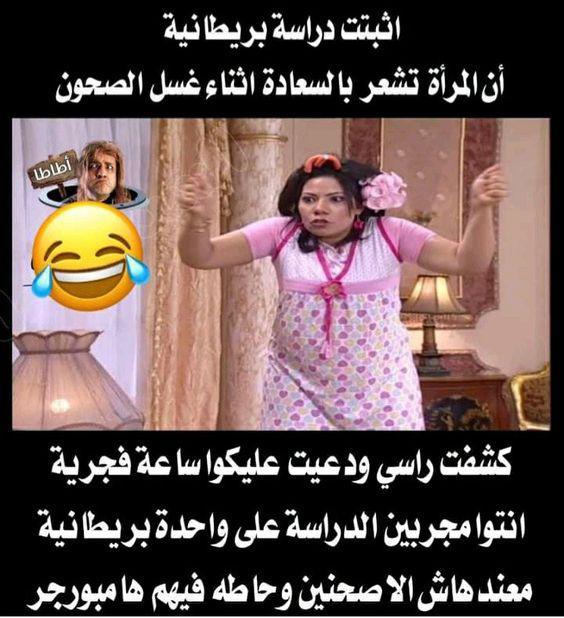 اثبتت دراسة بريطانية
أن المرأة تشعر بالسعادة اثناء غسل الصحون
أطاطا
كشفت راسي ودعيت عليكوا ساعة فجرية
انتوا مجربين الدراسة على واحدة بريطانية
معندهاش الا صحنين وحاطه فيهم هامبورجر